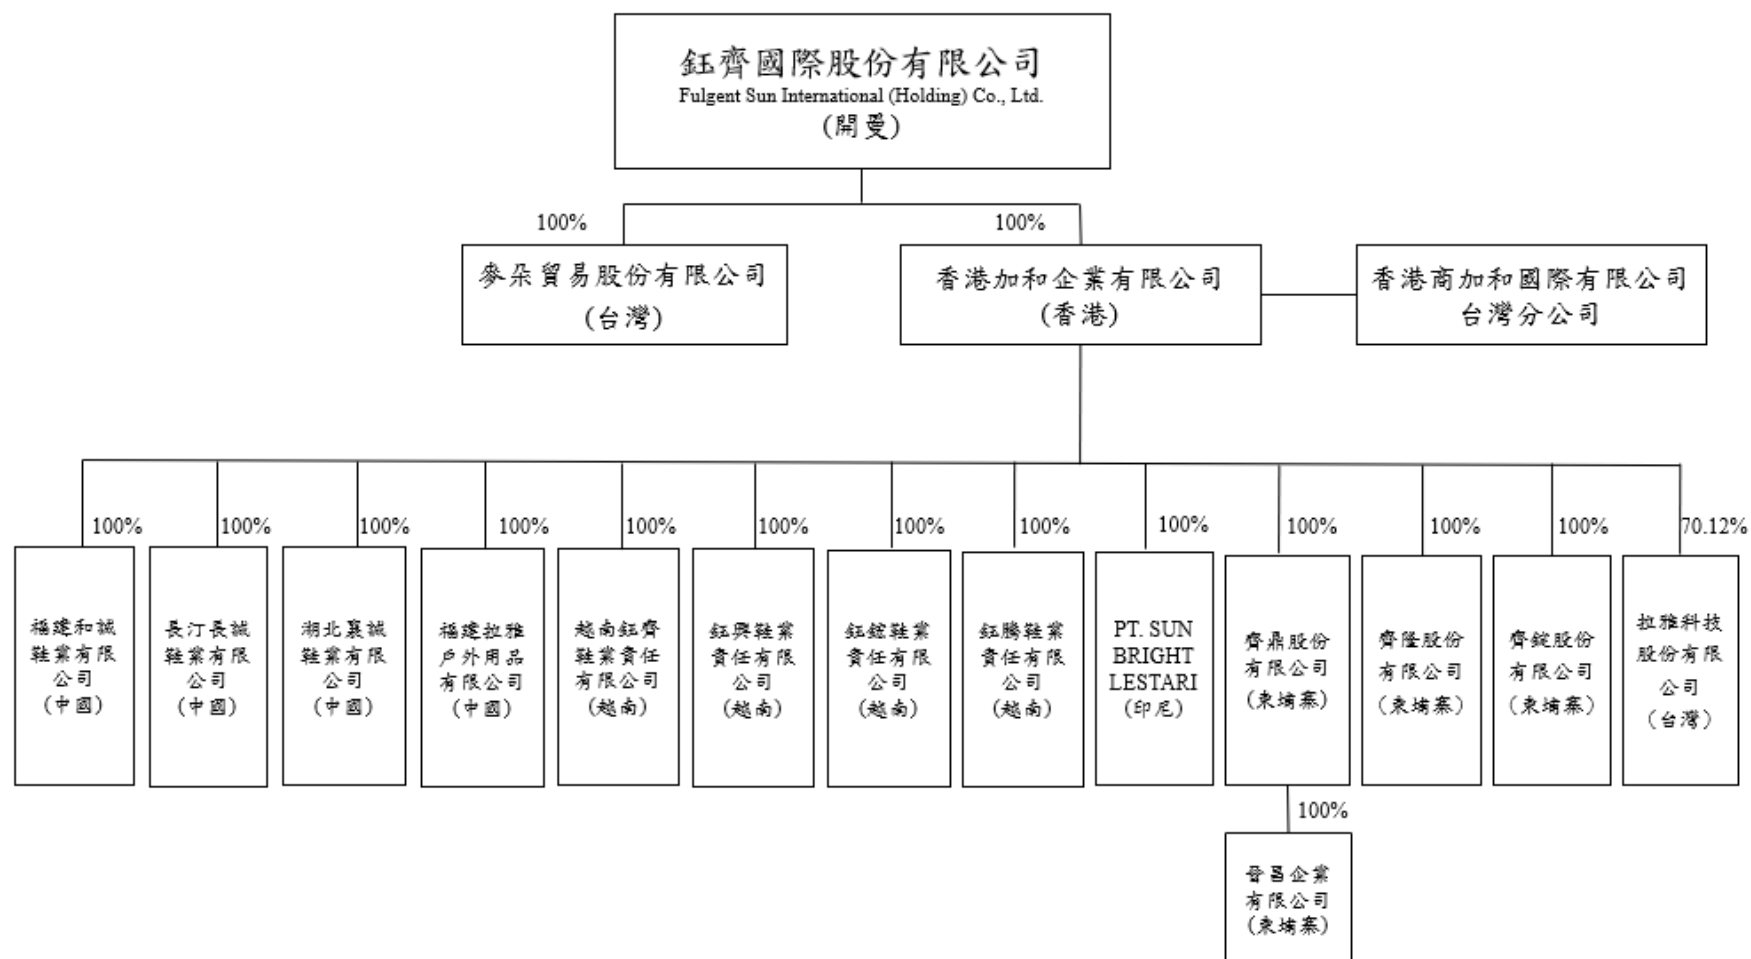 鈺齊國際股份有限公司
Fulgent Sun International (Holding) Co., Ltd.
(開曼)
100%
100%
麥朵貿易股份有限公司
(台灣)
香港加和企業有限公司
(香港)
香港商加和國際有限公司
台灣分公司
100%
100%
100%
100%
100%
100%
100%
100%
100%
100%
100%
100%
70.12%
福建和誠
鞋業有限
公司
(中國)
長汀長誠
鞋業有限
公司
(中國)
湖北襄誠
鞋業有限
公司
(中國)
福建拉雅
戶外用品
有限公司
(中國)
越南鈺齊
鞋業責任
有限公司
(越南)
鈺興鞋業
責任有限
公司
(越南)
鈺錠鞋業
責任有限
公司
(越南)
鈺騰鞋業
責任有限
公司
(越南)
PT. SUN
BRIGHT
LESTARI
(印尼)
齊鼎股份
有限公司
(柬埔寨)
齊隆股份
有限公司
(柬埔寨)
齊錠股份
有限公司
(柬埔寨)
拉雅科技
股份有限
公司
(台灣)
100%
晉昌企業
有限公司
(柬埔寨)